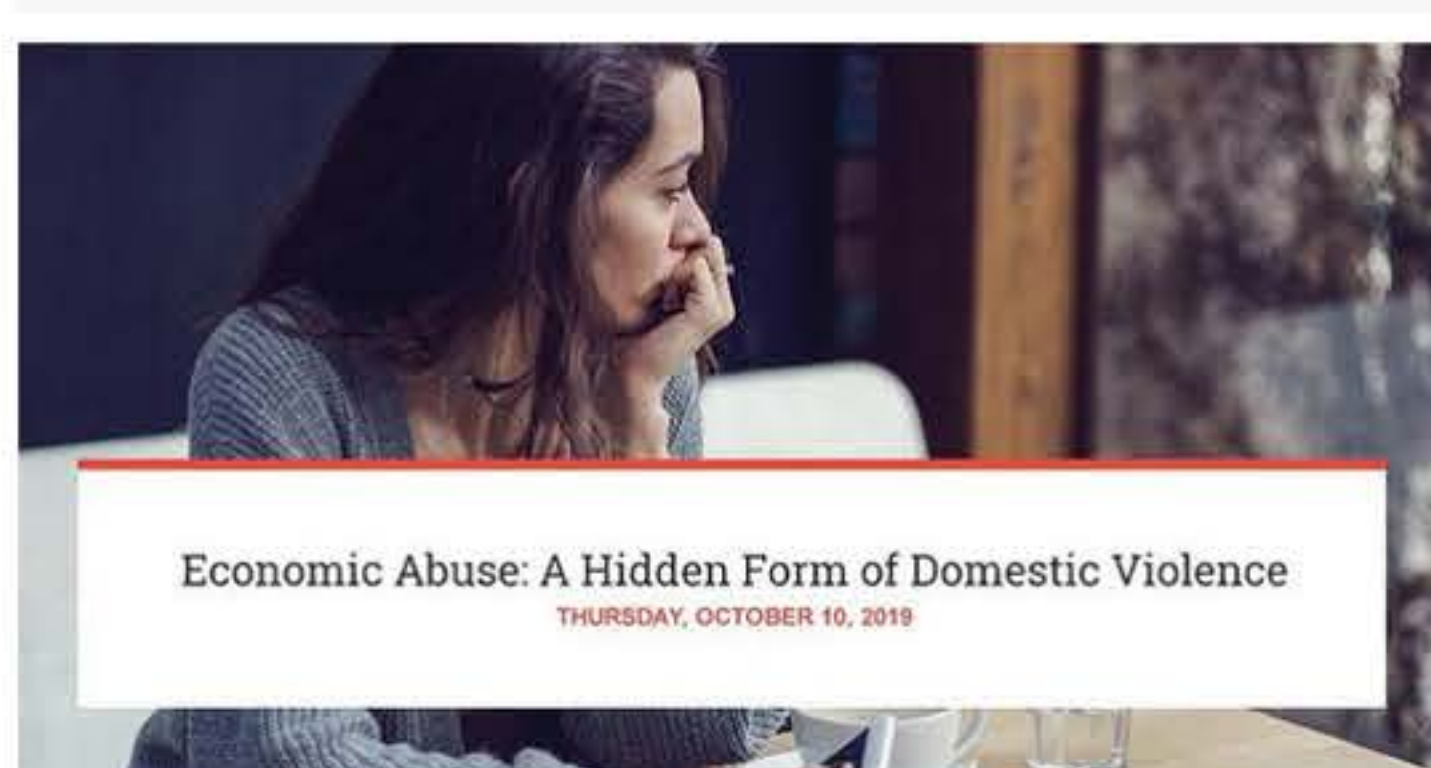 Economic Abuse: A Hidden Form of Domestic Violence
THURSDAY, OCTOBER 10, 2019